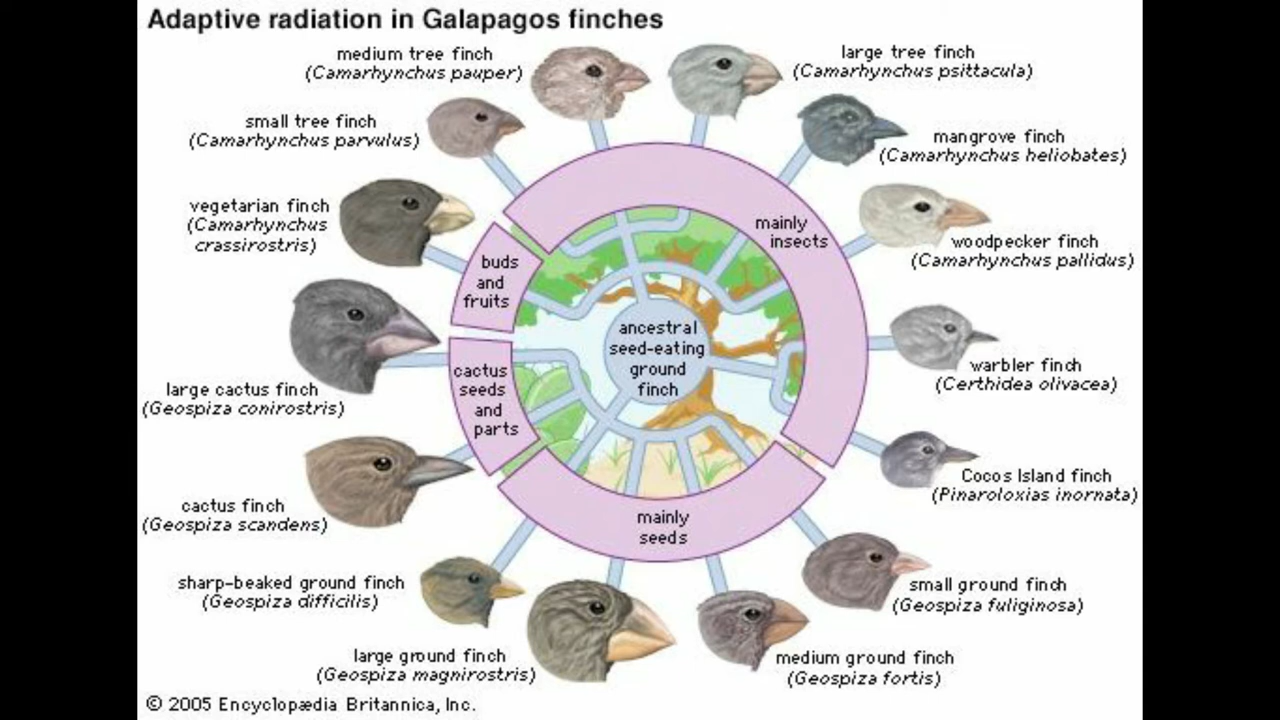 Adaptive radiation in Galapagos finches
medium tree finch
(Camarhynchus pauper)
large tree finch
(Camarhynchus psittacula)
small tree finch
(Camarhynchus parvulus)
mangrove finch
(Camarhynchus heliobates)
vegetarian finch
(Camarhynchus
crassirostris)
mainly
insects
woodpecker finch
(Camarhynchus pallidus)
buds
and
fruits
ancestral
seed-eating
ground
finch
warbler finch
(Certhidea olivacea)
large cactus finch
(Geospiza conirostris)
cactus
seeds
and
parts
Cocos Island finch
(Pinaroloxias inornata)
cactus finch
(Geospiza scandens)
mainly
seeds
sharp-beaked ground finch
(Geospiza difficilis)
small ground finch
(Geospiza fuliginosa)
large ground finch
(Geospiza magnirostris)
medium ground finch
(Geospiza fortis)
© 2005 Encyclopædia Britannica, Inc.